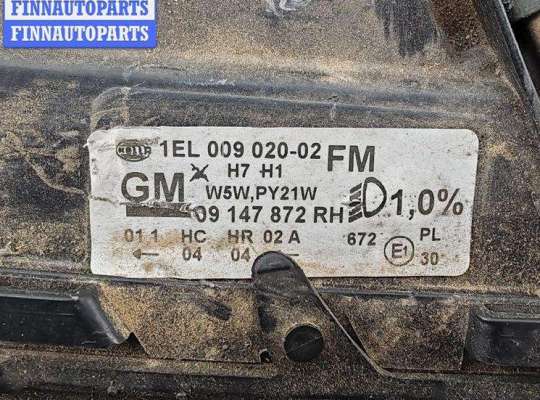 FINNAUTOPARTS
FINNAUTOPARTS
HELLA 1EL 009 020-02 FM
H7 H1
GM W5W,PY21W
09 147 872 RH 1,0%
01 1 HC HR 02 A 672 E1 PL
← 04 04 ← 30